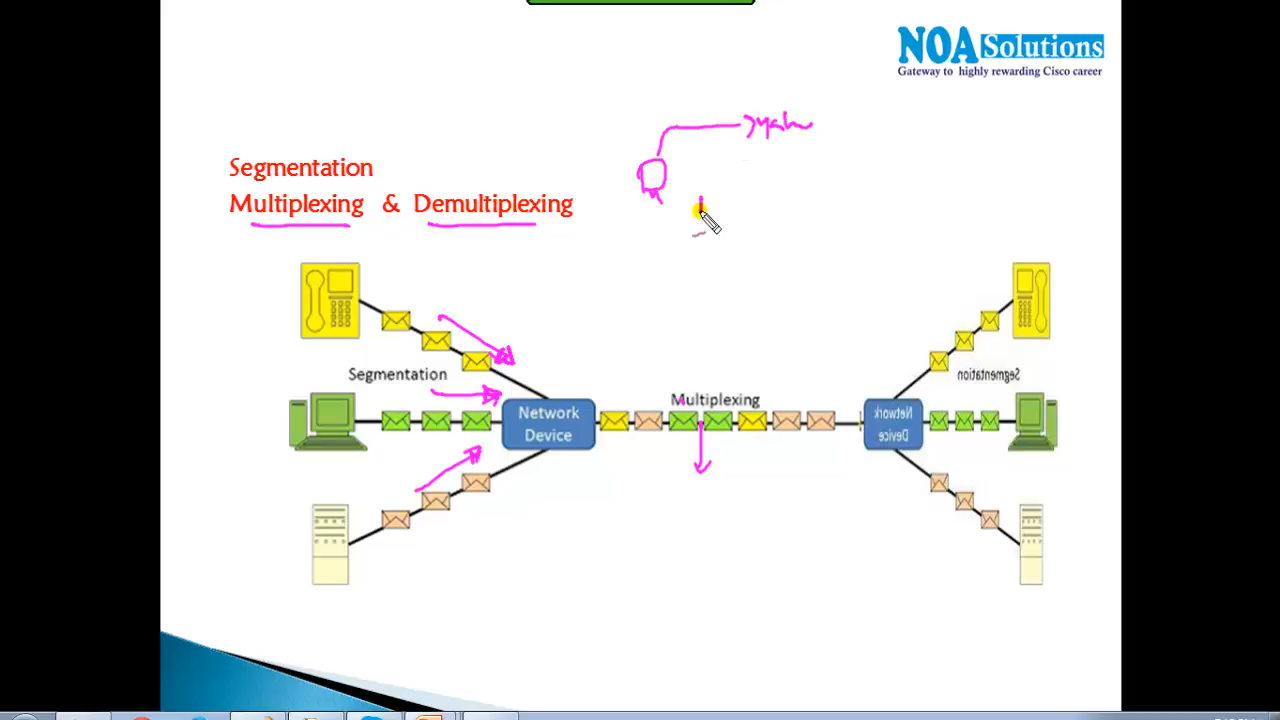 NOA Solutions
Gateway to highly rewarding Cisco career
Segmentation
Multiplexing & Demultiplexing
Segmentation
Segmentation
Multiplexing
Network
Device
Network
Device